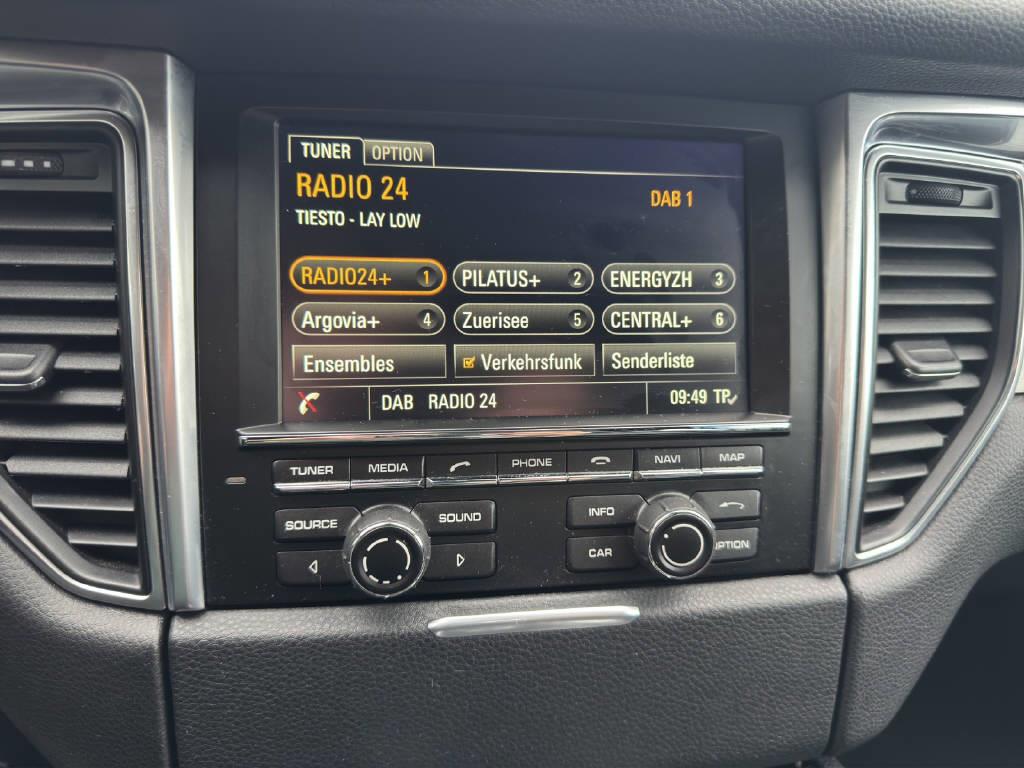 TUNER OPTION
RADIO 24 DAB 1
TIESTO - LAY LOW
RADIO24+ 1 PILATUS+ 2 ENERGYZH 3
Argovia+ 4 Zuerisee 5 CENTRAL+ 6
Ensembles Verkehrsfunk Senderliste
DAB RADIO 24 09:49 TP
TUNER MEDIA PHONE NAVI MAP
SOURCE SOUND INFO
CAR OPTION